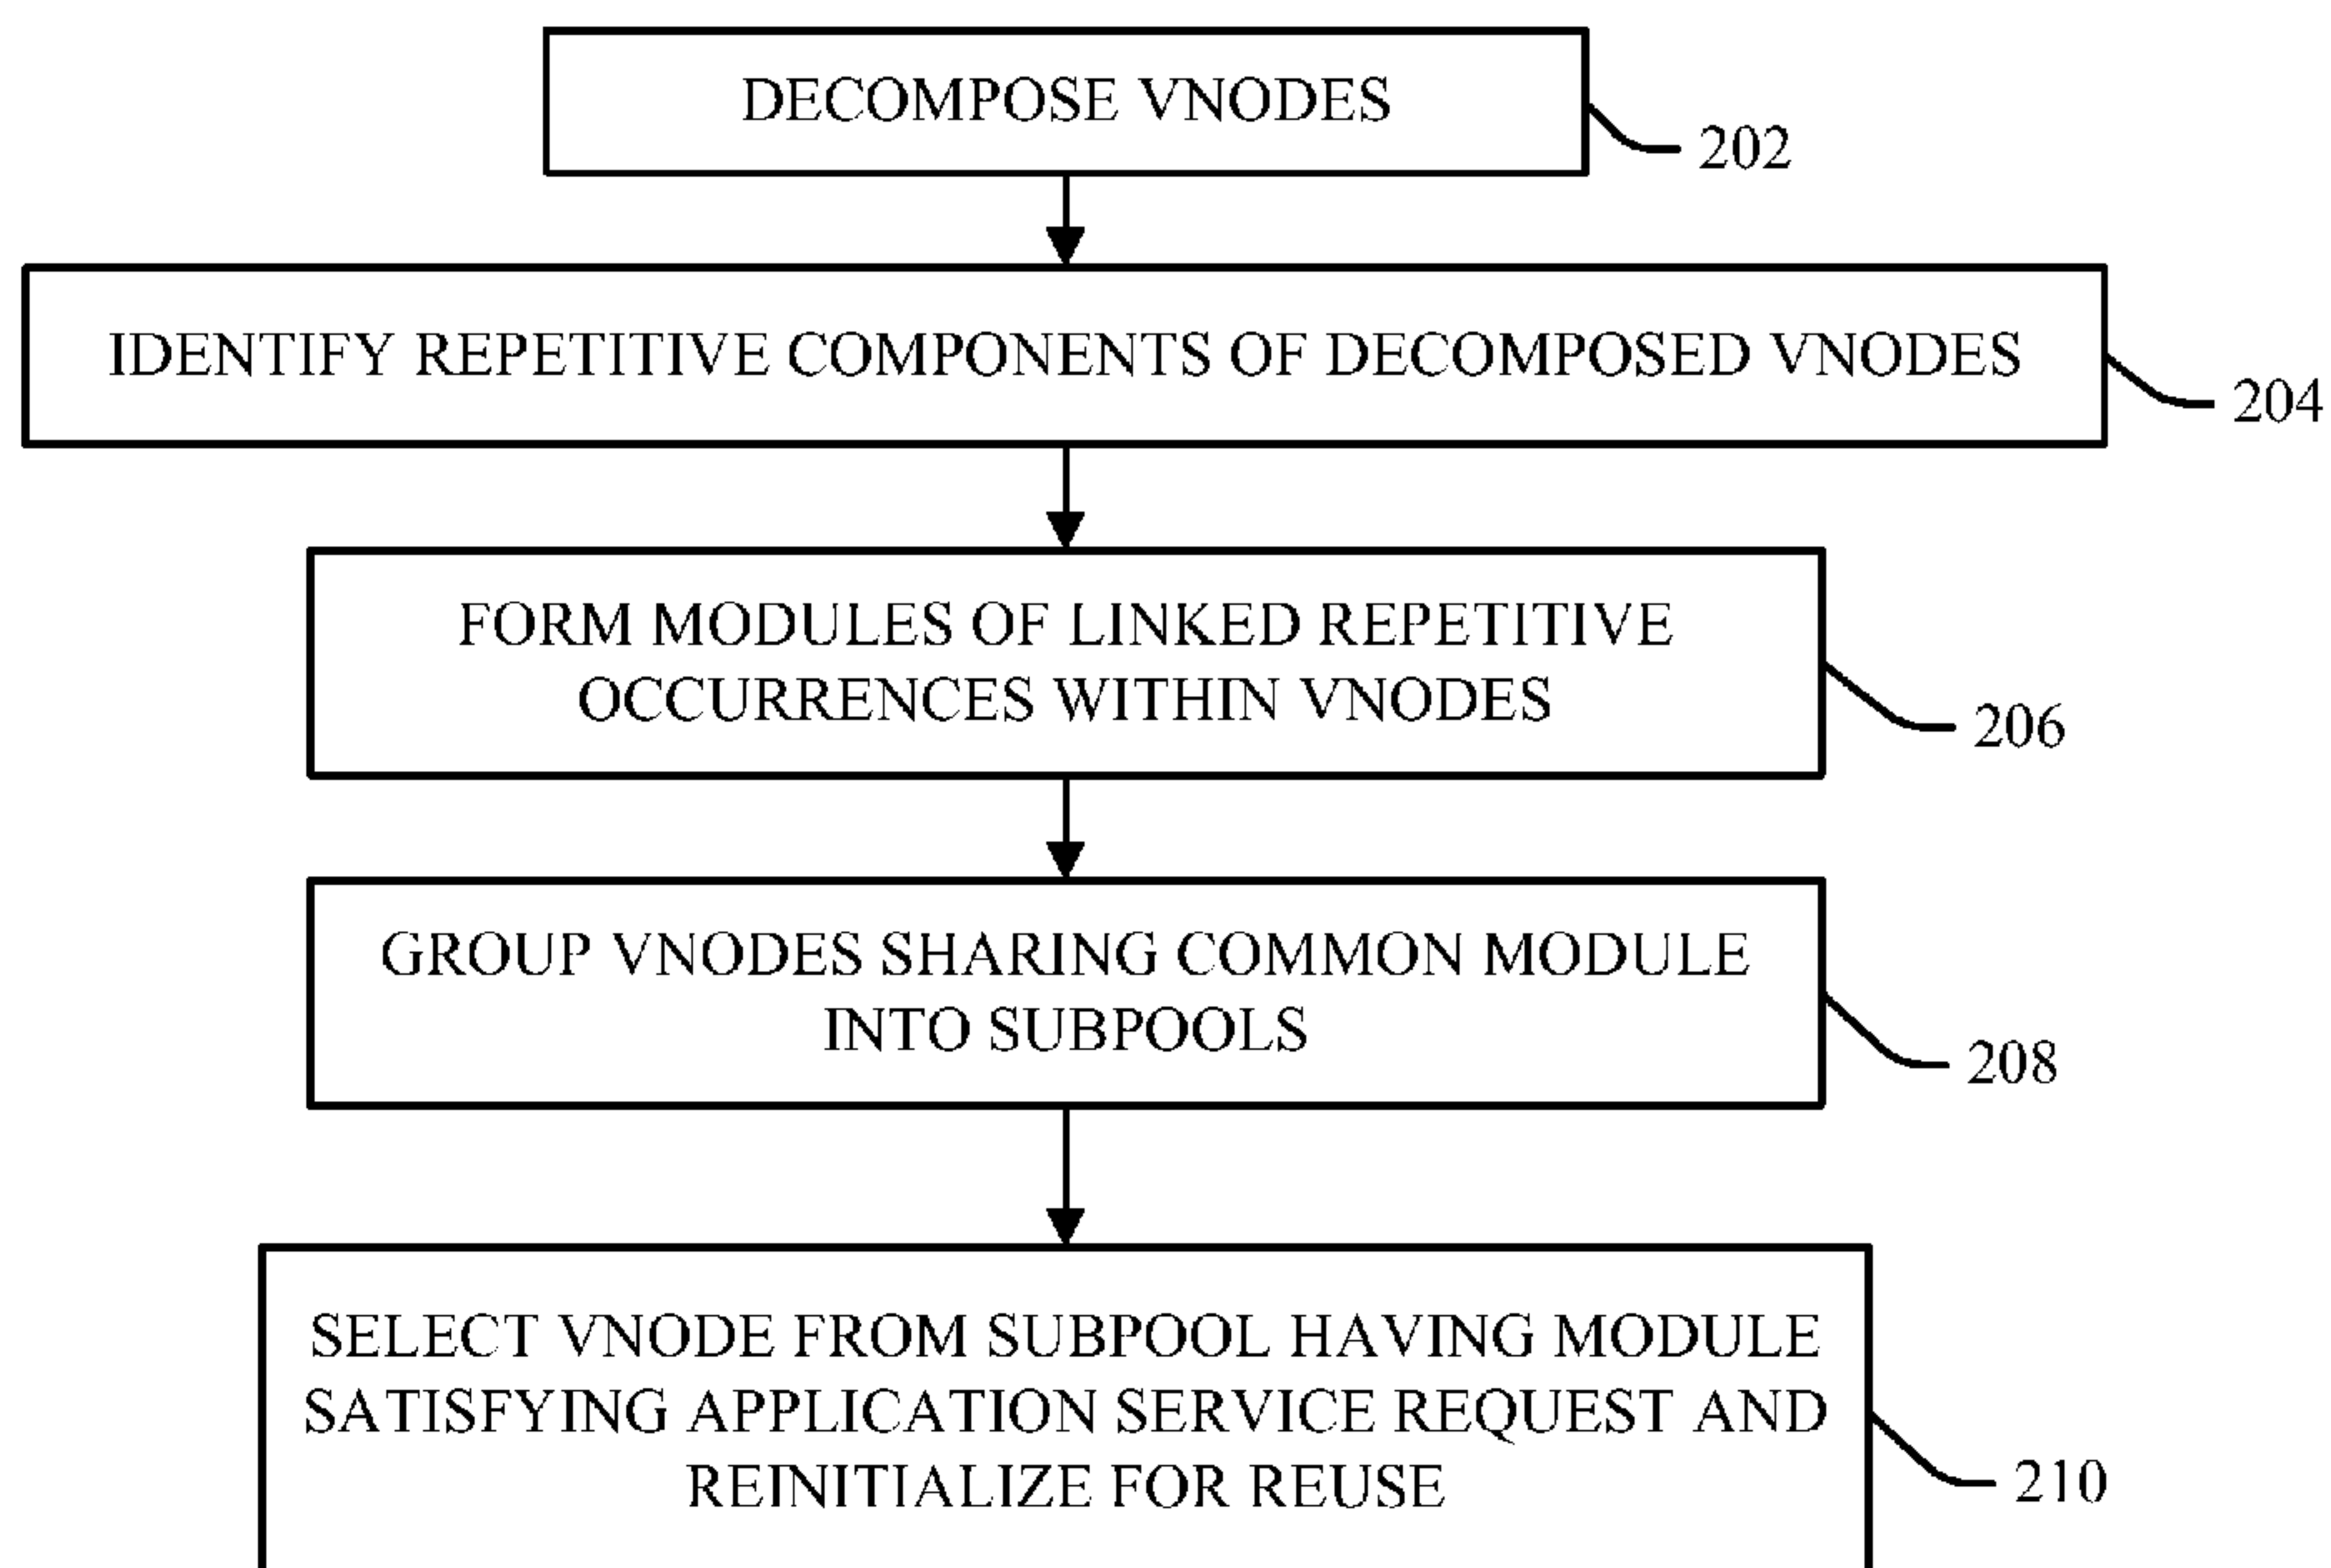 DECOMPOSE VNODES
202
IDENTIFY REPETITIVE COMPONENTS OF DECOMPOSED VNODES
204
FORM MODULES OF LINKED REPETITIVE
OCCURRENCES WITHIN VNODES
206
GROUP VNODES SHARING COMMON MODULE
INTO SUBPOOLS
208
SELECT VNODE FROM SUBPOOL HAVING MODULE
SATISFYING APPLICATION SERVICE REQUEST AND
REINITIALIZE FOR REUSE
210